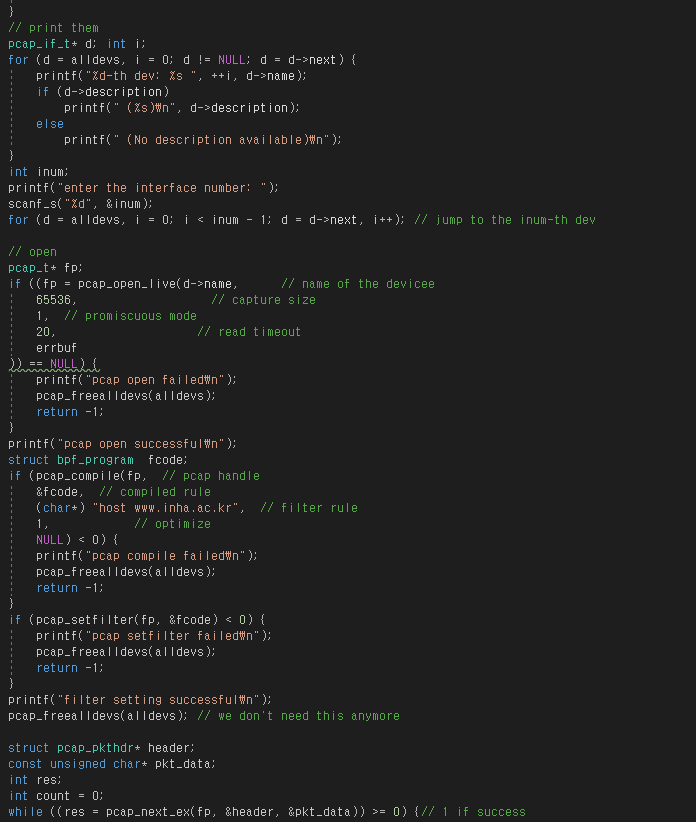 }
// print them
pcap_if_t* d; int i;
for (d = alldevs, i = 0; d != NULL; d = d->next) {
    printf("%d-th dev: %s ", ++i, d->name);
    if (d->description)
        printf(" (%s)₩n", d->description);
    else
        printf(" (No description available)₩n");
}
int inum;
printf("enter the interface number: ");
scanf_s("%d", &inum);
for (d = alldevs, i = 0; i < inum - 1; d = d->next, i++); // jump to the inum-th dev

// open
pcap_t* fp;
if ((fp = pcap_open_live(d->name,      // name of the devicee
    65536,                   // capture size
    1,  // promiscuous mode
    20,                    // read timeout
    errbuf
)) == NULL) {
    printf("pcap open failed₩n");
    pcap_freealldevs(alldevs);
    return -1;
}
printf("pcap open successful₩n");
struct bpf_program  fcode;
if (pcap_compile(fp,  // pcap handle
    &fcode,  // compiled rule
    (char*) "host www.inha.ac.kr",  // filter rule
    1,            // optimize
    NULL) < 0) {
    printf("pcap compile failed₩n");
    pcap_freealldevs(alldevs);
    return -1;
}
if (pcap_setfilter(fp, &fcode) < 0) {
    printf("pcap setfilter failed₩n");
    pcap_freealldevs(alldevs);
    return -1;
}
printf("filter setting successful₩n");
pcap_freealldevs(alldevs); // we don't need this anymore

struct pcap_pkthdr* header;
const unsigned char* pkt_data;
int res;
int count = 0;
while ((res = pcap_next_ex(fp, &header, &pkt_data)) >= 0) {// 1 if success